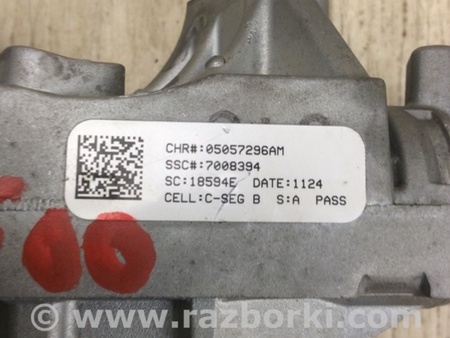 CHR#:05057296AM
SSC#:7008394
SC:18594E DATE:1124
CELL:C-SEG B S:A PASS
www.razborki.com